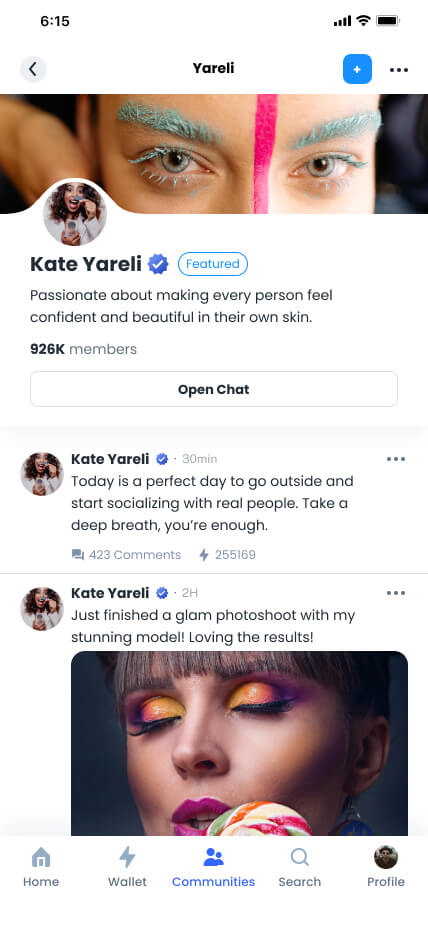 6:15
Yareli
+
Kate Yareli Featured
Passionate about making every person feel
confident and beautiful in their own skin.
926K members
Open Chat
Kate Yareli · 30min
Today is a perfect day to go outside and
start socializing with real people. Take a
deep breath, you’re enough.
423 Comments 255169
Kate Yareli · 2H
Just finished a glam photoshoot with my
stunning model! Loving the results!
Home Wallet Communities Search Profile